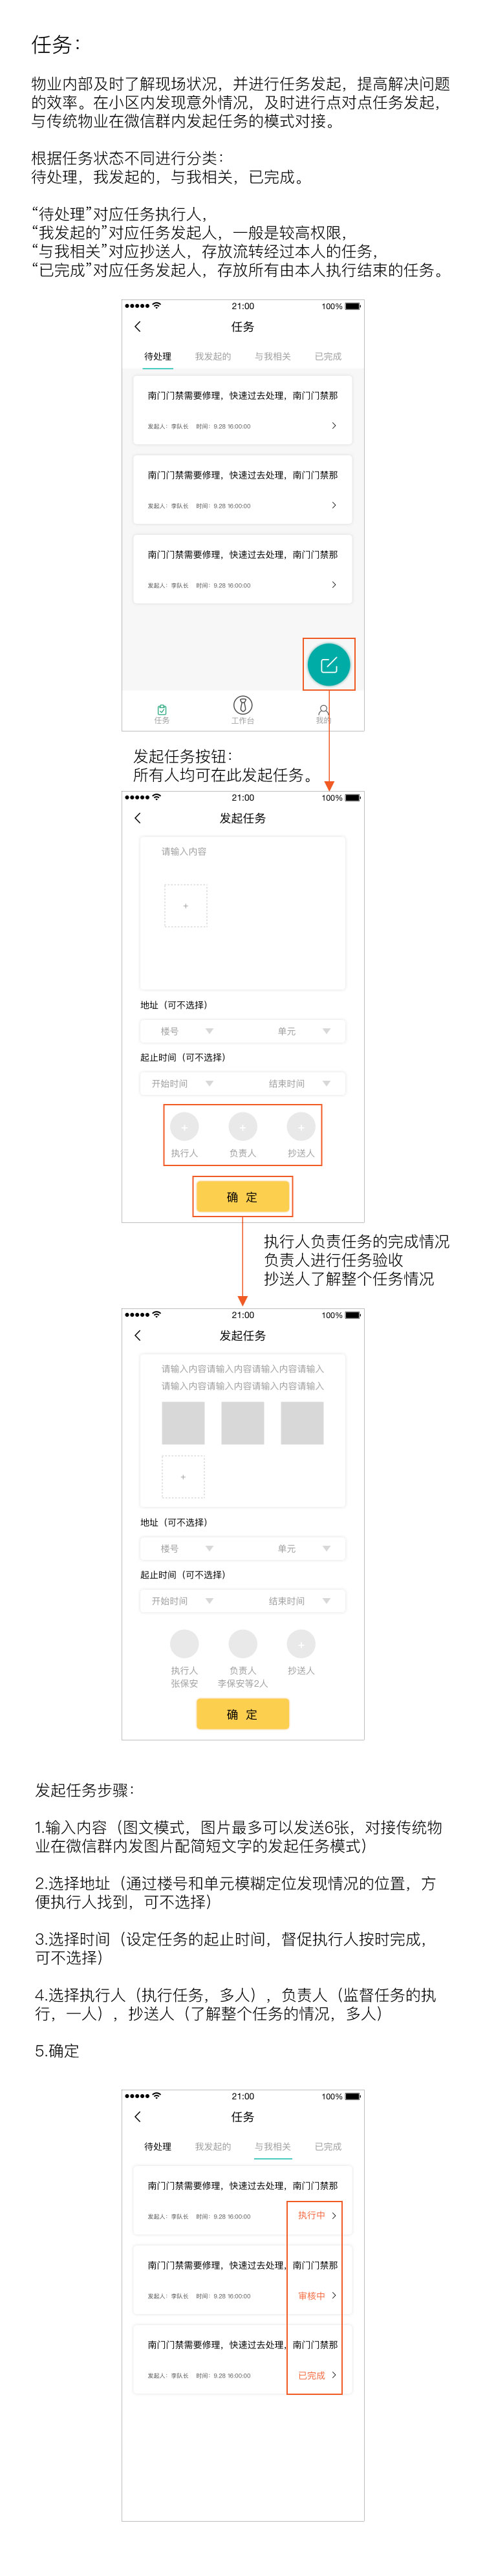 任务：
物业内部及时了解现场状况，并进行任务发起，提高解决问题
的效率。在小区内发现意外情况，及时进行点对点任务发起，
与传统物业在微信群内发起任务的模式对接。
根据任务状态不同进行分类：
待处理，我发起的，与我相关，已完成。
“待处理”对应任务执行人，
“我发起的”对应任务发起人，一般是较高权限，
“与我相关”对应抄送人，存放流转经过本人的任务，
“已完成”对应任务发起人，存放所有由本人执行结束的任务。
21:00 100%
任务
待处理 我发起的 与我相关 已完成
南门门禁需要修理，快速过去处理，南门门禁那
发起人：李队长 时间：9.28 16:00:00
南门门禁需要修理，快速过去处理，南门门禁那
发起人：李队长 时间：9.28 16:00:00
南门门禁需要修理，快速过去处理，南门门禁那
发起人：李队长 时间：9.28 16:00:00
任务 工作台 我的
发起任务按钮：
所有人均可在此发起任务。
21:00 100%
发起任务
请输入内容
+
地址（可不选择）
楼号 单元
起止时间（可不选择）
开始时间 结束时间
+ + +
执行人 负责人 抄送人
确 定
执行人负责任务的完成情况
负责人进行任务验收
抄送人了解整个任务情况
21:00 100%
发起任务
请输入内容请输入内容请输入内容请输入
请输入内容请输入内容请输入内容请输入
+
地址（可不选择）
楼号 单元
起止时间（可不选择）
开始时间 结束时间
+
执行人 负责人 抄送人
张保安 李保安等2人
确 定
发起任务步骤：
1.输入内容（图文模式，图片最多可以发送6张，对接传统物
业在微信群内发图片配简短文字的发起任务模式）
2.选择地址（通过楼号和单元模糊定位发现情况的位置，方
便执行人找到，可不选择）
3.选择时间（设定任务的起止时间，督促执行人按时完成，
可不选择）
4.选择执行人（执行任务，多人），负责人（监督任务的执
行，一人），抄送人（了解整个任务的情况，多人）
5.确定
21:00 100%
任务
待处理 我发起的 与我相关 已完成
南门门禁需要修理，快速过去处理，南门门禁那
发起人：李队长 时间：9.28 16:00:00 执行中
南门门禁需要修理，快速过去处理，南门门禁那
发起人：李队长 时间：9.28 16:00:00 审核中
南门门禁需要修理，快速过去处理，南门门禁那
发起人：李队长 时间：9.28 16:00:00 已完成